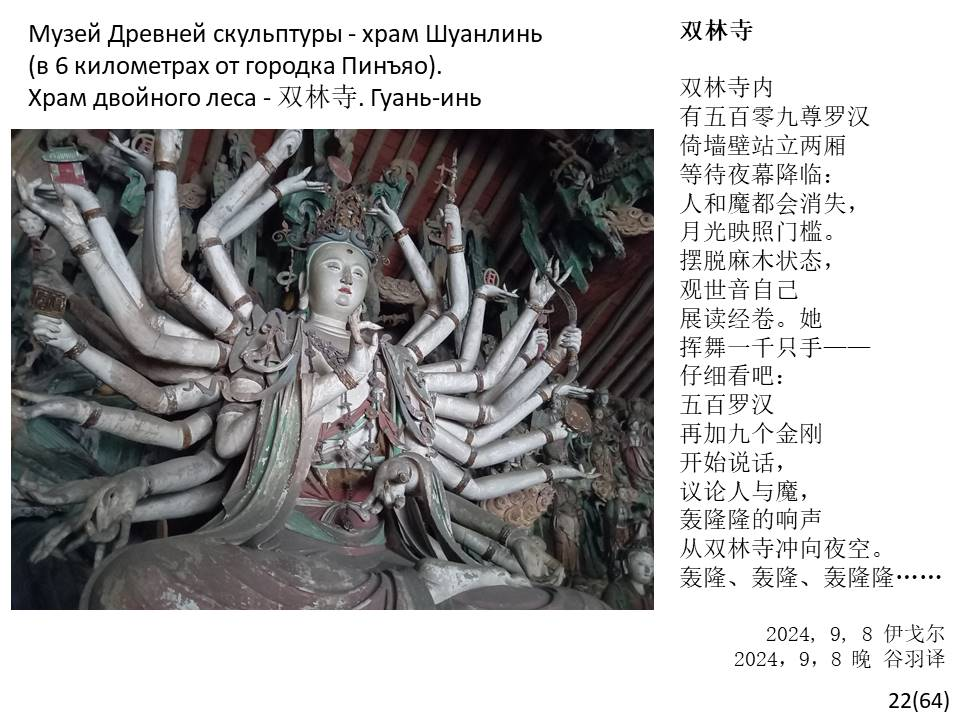 Музей Древней скульптуры - храм Шуанлинь
(в 6 километрах от городка Пинъяо).
Храм двойного леса - 双林寺. Гуань-инь
双林寺
双林寺内
有五百零九尊罗汉
倚墙壁站立两厢
等待夜幕降临：
人和魔都会消失，
月光映照门槛。
摆脱麻木状态，
观世音自己
展读经卷。她
挥舞一千只手——
仔细看吧：
五百罗汉
再加九个金刚
开始说话，
议论人与魔，
轰隆隆的响声
从双林寺冲向夜空。
轰隆、轰隆、轰隆隆……
2024, 9, 8 伊戈尔
2024，9，8 晚 谷羽译
22(64)